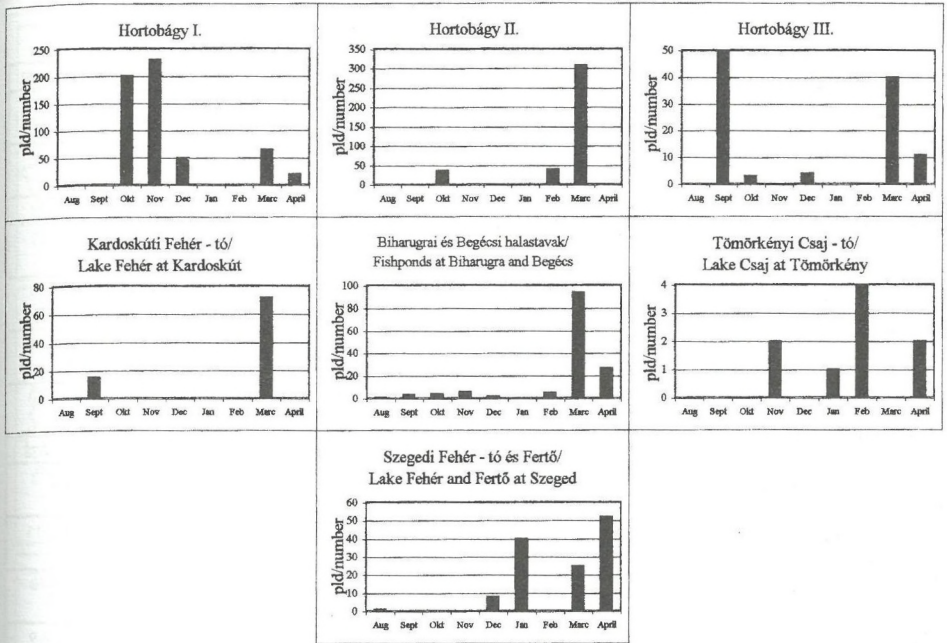 Hortobágy I.
pld/number
250
200
150
100
50
0
Aug Sept Okt Nov Dec Jan Feb Marc April
Hortobágy II.
pld/number
350
300
250
200
150
100
50
0
Aug Sept Okt Nov Dec Jan Feb Marc April
Hortobágy III.
pld/number
50
40
30
20
10
0
Aug Sept Okt Nov Dec Jan Feb Marc April
Kardoskúti Fehér - tó/
Lake Fehér at Kardoskút
pld/number
80
60
40
20
0
Aug Sept Okt Nov Dec Jan Feb Marc April
Biharugrai és Begécsi halastavak/
Fishponds at Biharugra and Begécs
pld/number
100
80
60
40
20
0
Aug Sept Okt Nov Dec Jan Feb Marc April
Tömörkényi Csaj - tó/
Lake Csaj at Tömörkény
pld/number
4
3
2
1
0
Aug Sept Okt Nov Dec Jan Feb Marc April
Szegedi Fehér - tó és Fertő/
Lake Fehér and Fertő at Szeged
pld/number
60
50
40
30
20
10
0
Aug Sept Okt Nov Dec Jan Feb Marc April